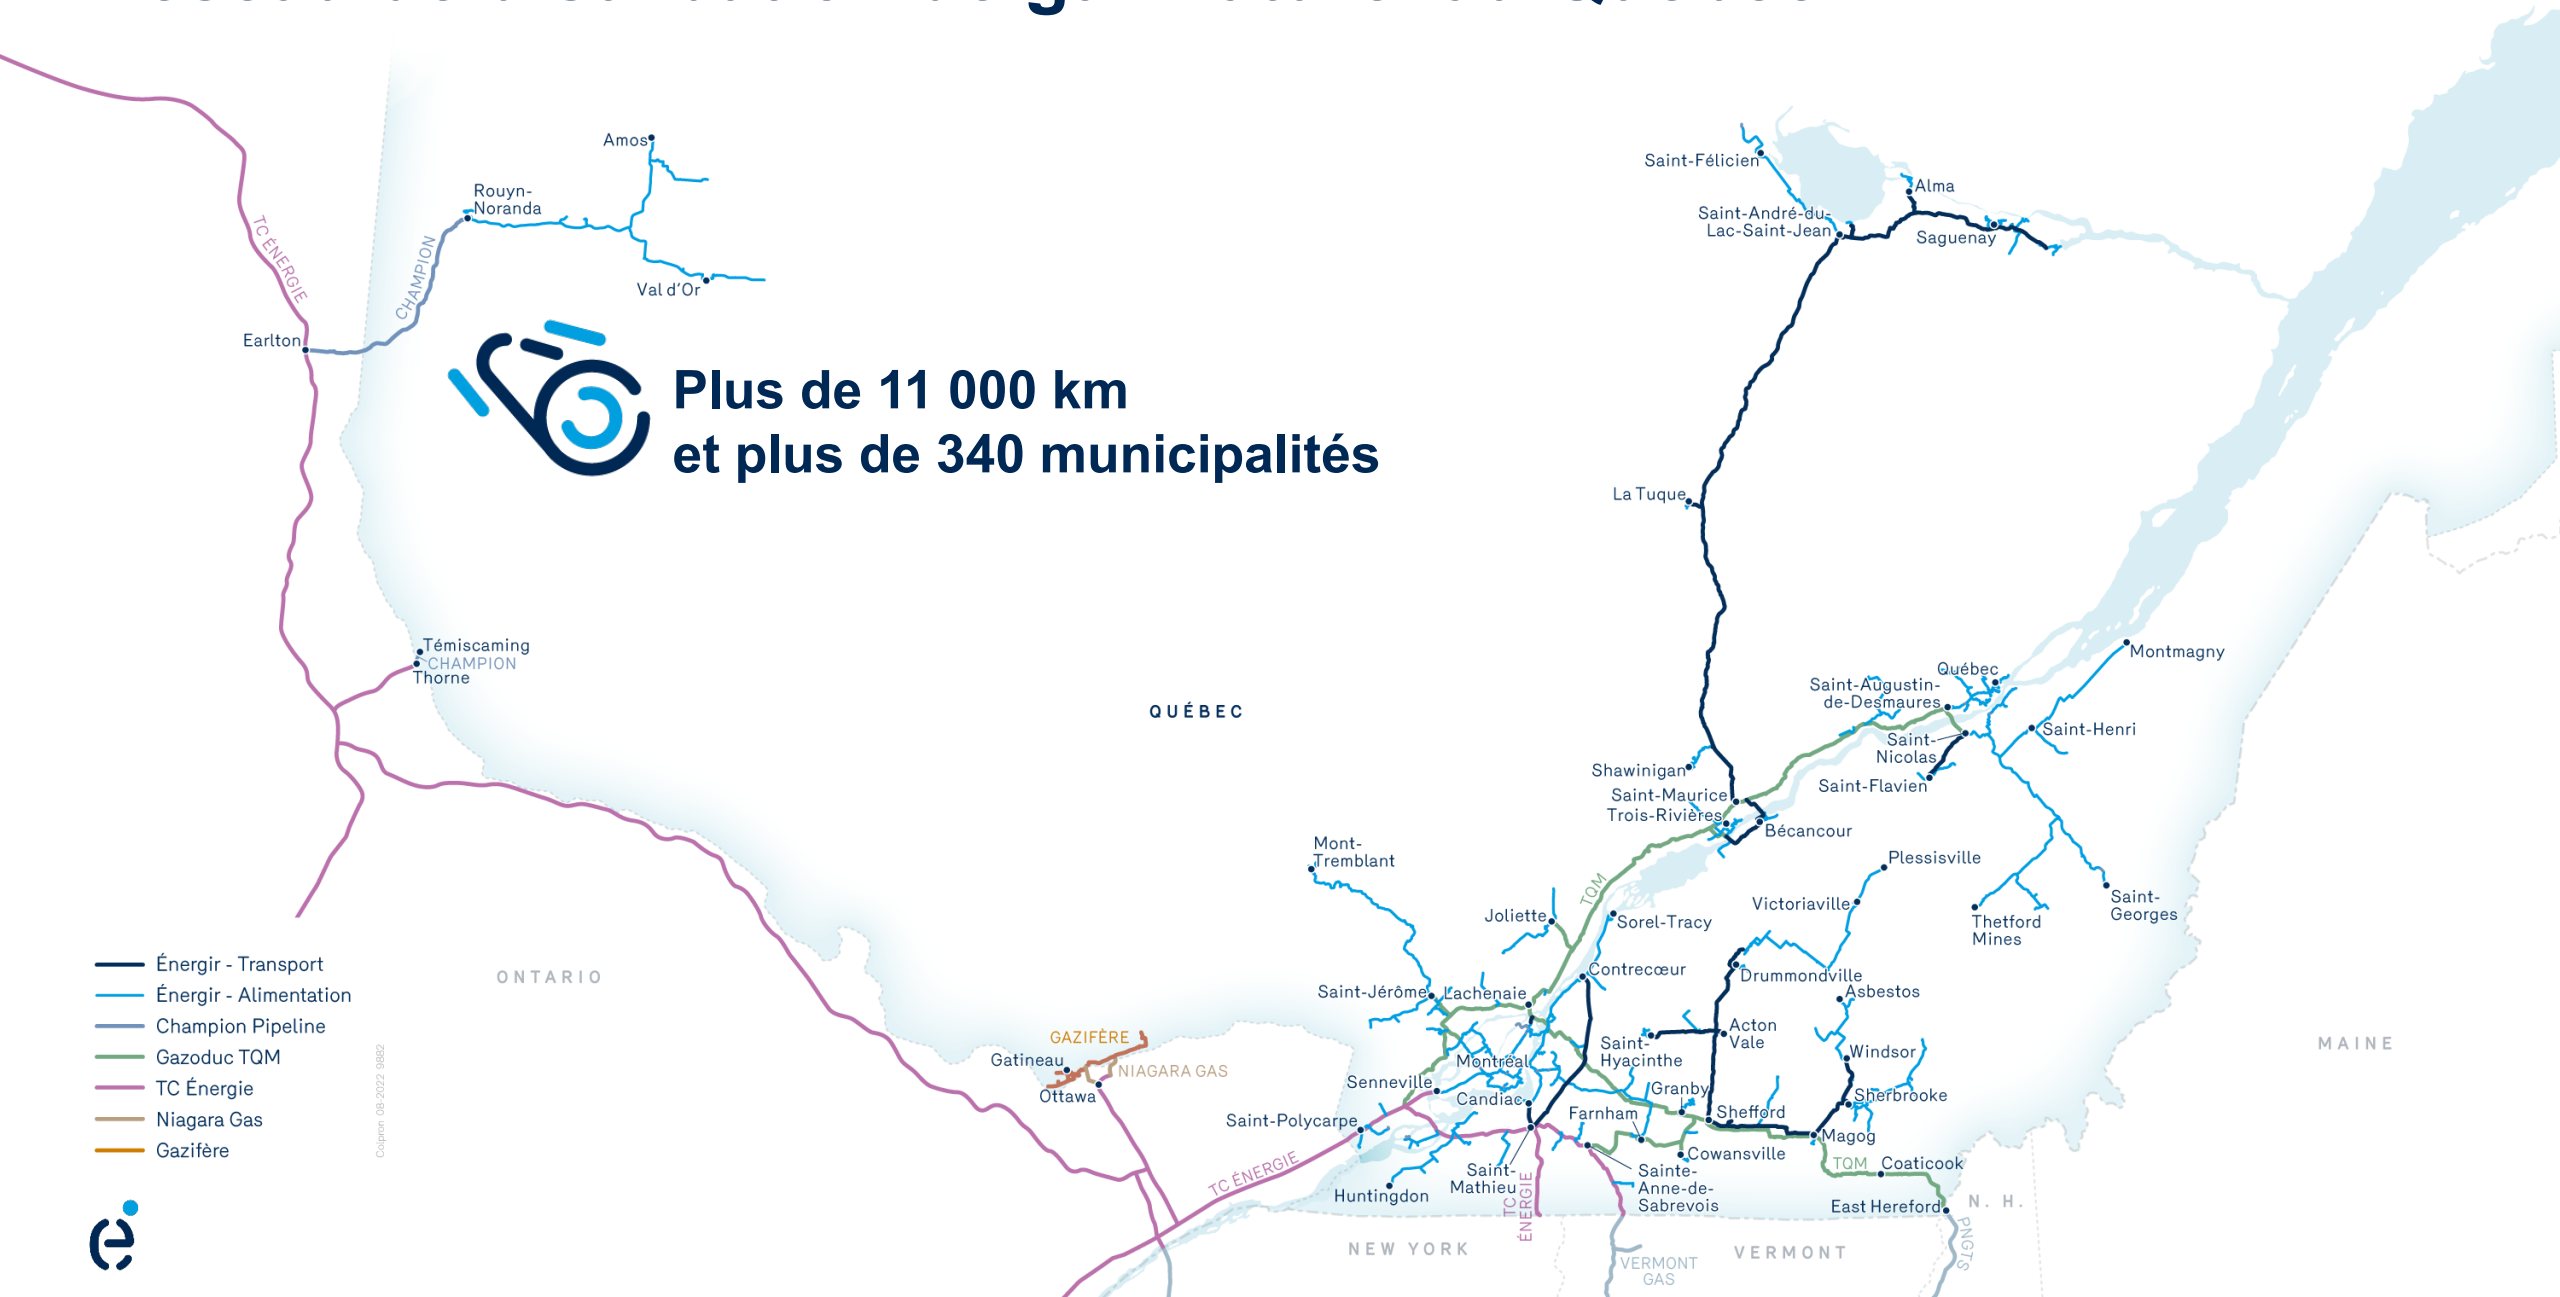 Amos
Rouyn-
Noranda
Val d'Or
TC ÉNERGIE
CHAMPION
Earlton
Plus de 11 000 km
et plus de 340 municipalités
Saint-Félicien
Alma
Saint-André-du-
Lac-Saint-Jean
Saguenay
La Tuque
Témiscaming
CHAMPION
Thorne
QUÉBEC
Montmagny
Québec
Saint-Augustin-
de-Desmaures
Saint-Henri
Saint-
Nicolas
Saint-Flavien
Shawinigan
Saint-Maurice
Trois-Rivières
Bécancour
Mont-
Tremblant
Plessisville
TQM
Victoriaville
Saint-
Georges
Thetford
Mines
Joliette
Sorel-Tracy
Contrecœur
Drummondville
Asbestos
Saint-Jérôme
Lachenaie
Saint-
Hyacinthe
Acton
Vale
Windsor
Montréal
Senneville
Granby
Sherbrooke
Candiac
Farnham
Shefford
Saint-Polycarpe
Magog
Cowansville
TQM
Coaticook
Saint-
Mathieu
Sainte-
Anne-de-
Sabrevois
Huntingdon
East Hereford
TC ÉNERGIE
TC
ÉNERGIE
GAZIFÈRE
Gatineau
NIAGARA GAS
Ottawa
ONTARIO
MAINE
N. H.
NEW YORK
VERMONT
VERMONT
GAS
PNGTS
Énergir - Transport
Énergir - Alimentation
Champion Pipeline
Gazoduc TQM
TC Énergie
Niagara Gas
Gazifère
Colpron 08-2022 9882